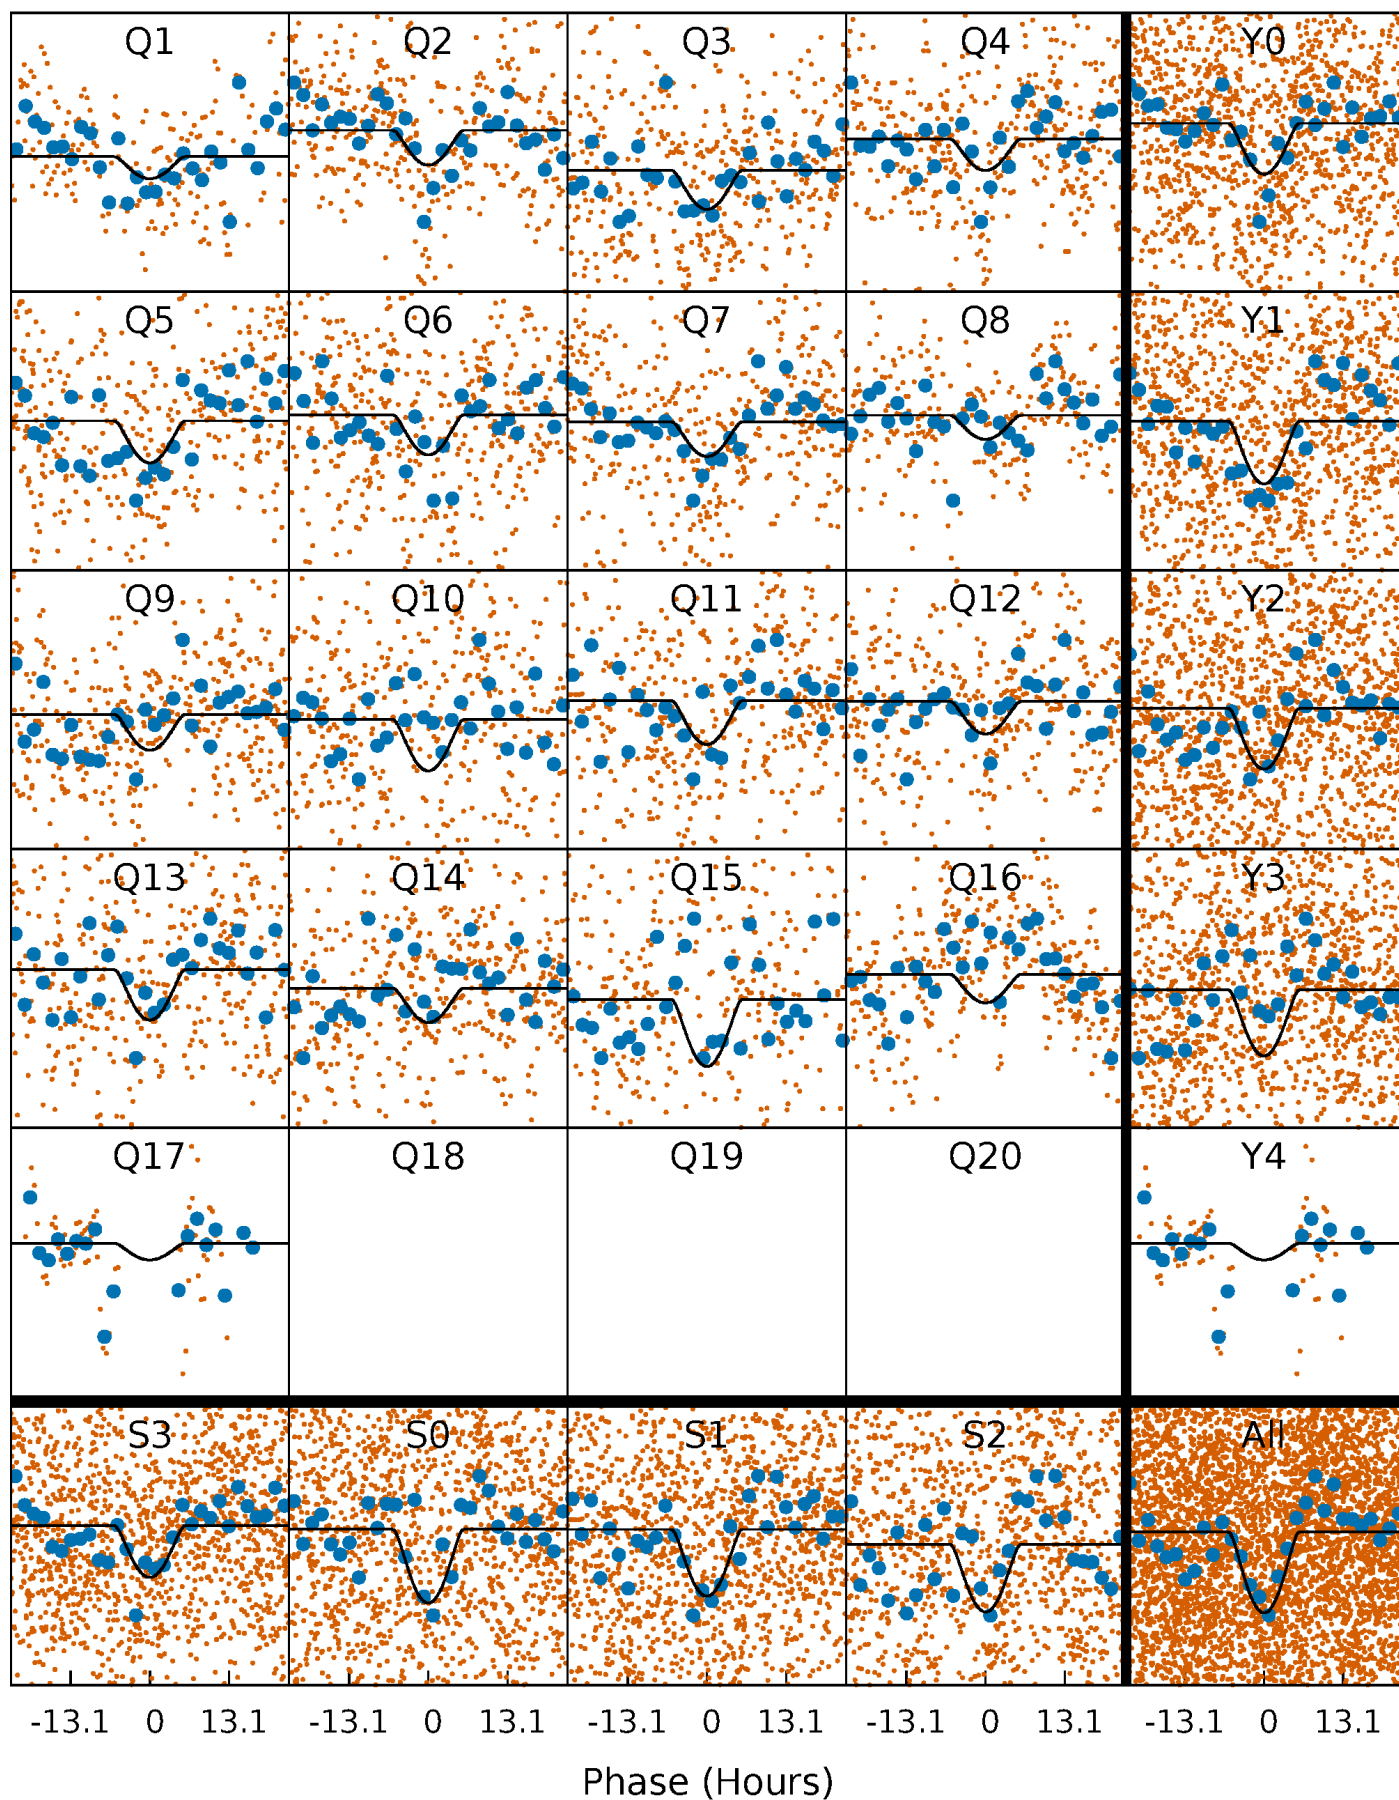 Q1 Q2 Q3 Q4 Y0
Q5 Q6 Q7 Q8 Y1
Q9 Q10 Q11 Q12 Y2
Q13 Q14 Q15 Q16 Y3
Q17 Q18 Q19 Q20 Y4
S3 S0 S1 S2 All
-13.1 0 13.1 -13.1 0 13.1 -13.1 0 13.1 -13.1 0 13.1 -13.1 0 13.1
Phase (Hours)